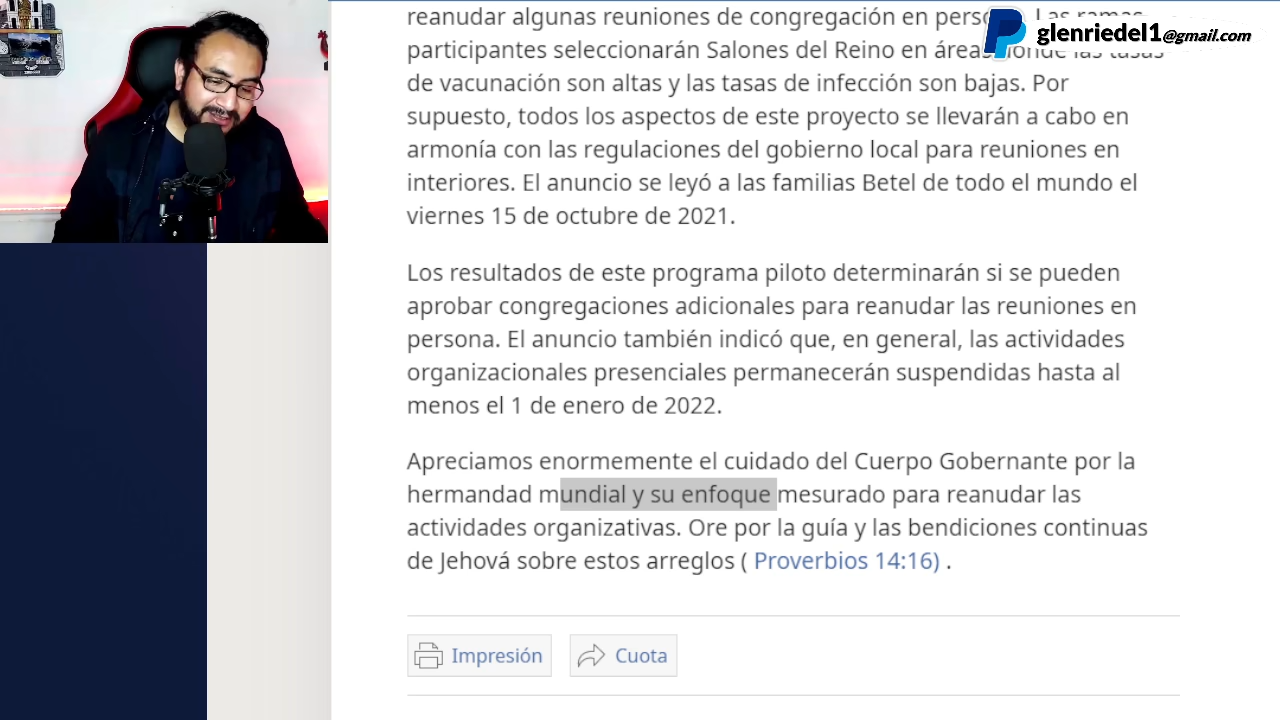 reanudar algunas reuniones de congregación en persona. Las ramas
participantes seleccionarán Salones del Reino en áreas donde las tasas
de vacunación son altas y las tasas de infección son bajas. Por
supuesto, todos los aspectos de este proyecto se llevarán a cabo en
armonía con las regulaciones del gobierno local para reuniones en
interiores. El anuncio se leyó a las familias Betel de todo el mundo el
viernes 15 de octubre de 2021.
Los resultados de este programa piloto determinarán si se pueden
aprobar congregaciones adicionales para reanudar las reuniones en
persona. El anuncio también indicó que, en general, las actividades
organizacionales presenciales permanecerán suspendidas hasta al
menos el 1 de enero de 2022.
Apreciamos enormemente el cuidado del Cuerpo Gobernante por la
hermandad mundial y su enfoque mesurado para reanudar las
actividades organizativas. Ore por la guía y las bendiciones continuas
de Jehová sobre estos arreglos ( Proverbios 14:16) .
Impresión
Cuota
glenriedel1@gmail.com